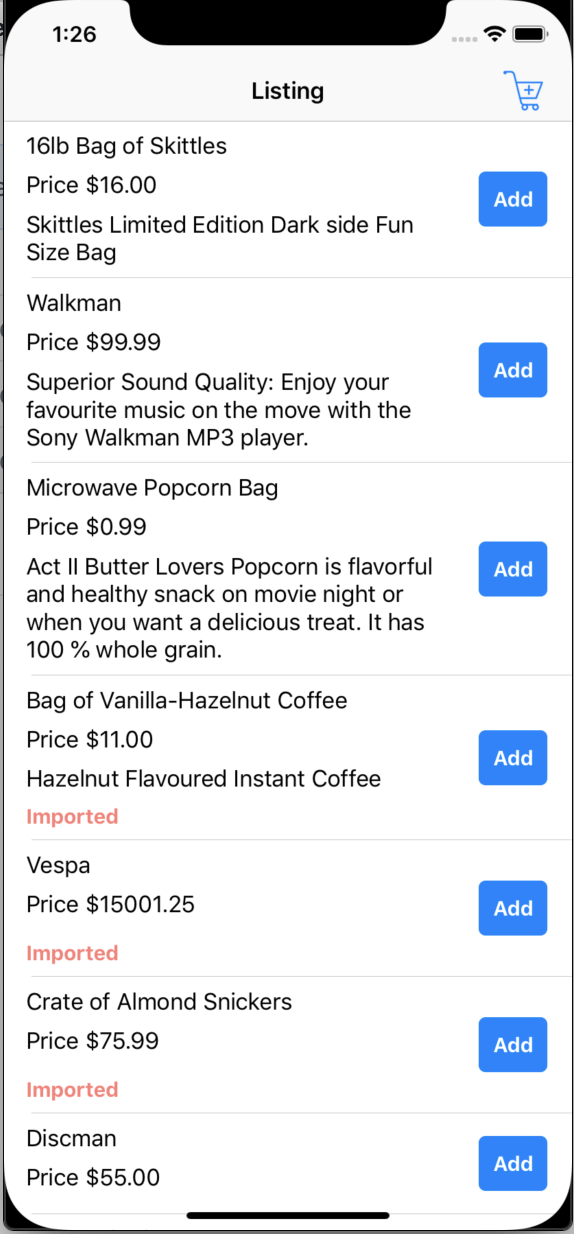 1:26
Listing
16lb Bag of Skittles
Price $16.00
Add
Skittles Limited Edition Dark side Fun
Size Bag
Walkman
Price $99.99
Add
Superior Sound Quality: Enjoy your
favourite music on the move with the
Sony Walkman MP3 player.
Microwave Popcorn Bag
Price $0.99
Add
Act II Butter Lovers Popcorn is flavorful
and healthy snack on movie night or
when you want a delicious treat. It has
100 % whole grain.
Bag of Vanilla-Hazelnut Coffee
Price $11.00
Add
Hazelnut Flavoured Instant Coffee
Imported
Vespa
Price $15001.25
Add
Imported
Crate of Almond Snickers
Price $75.99
Add
Imported
Discman
Price $55.00
Add